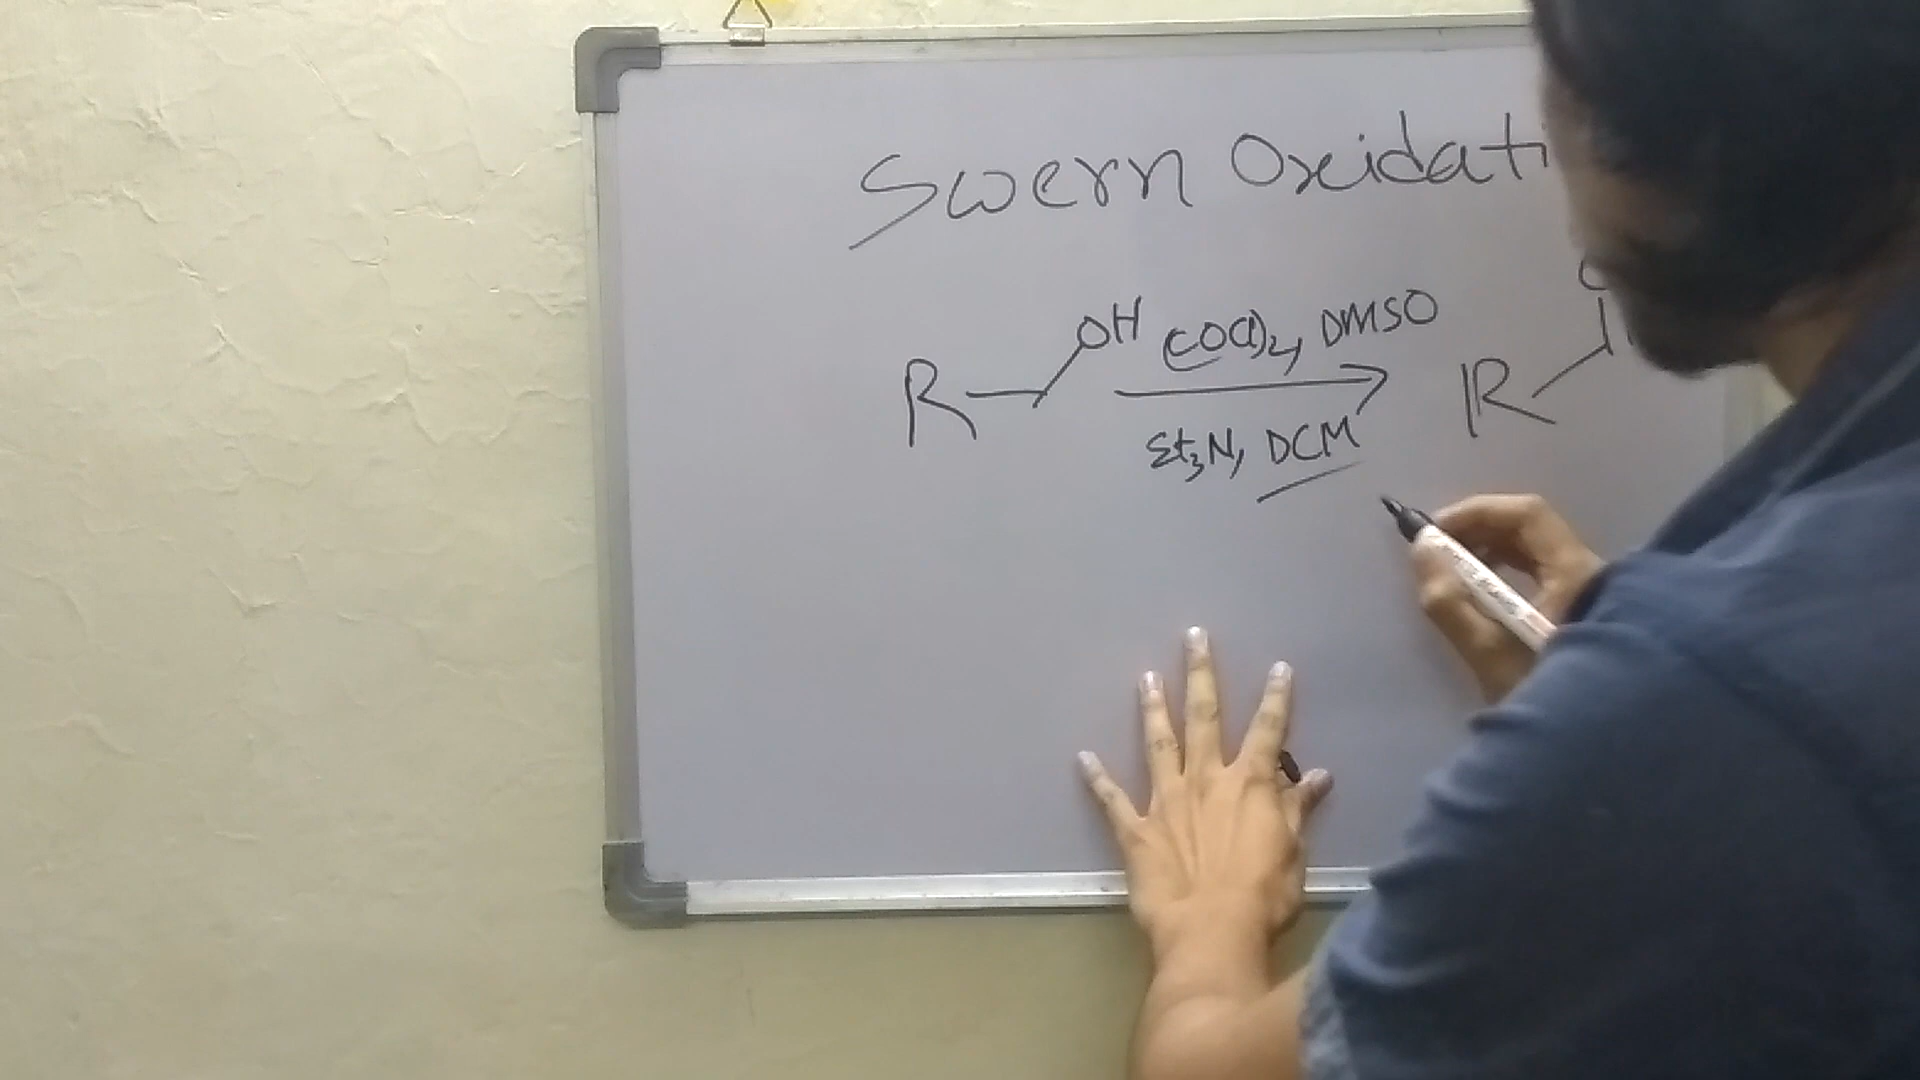 Swern Oxidati
OH (COCl)2, DMSO O
R R
Et3N, DCM